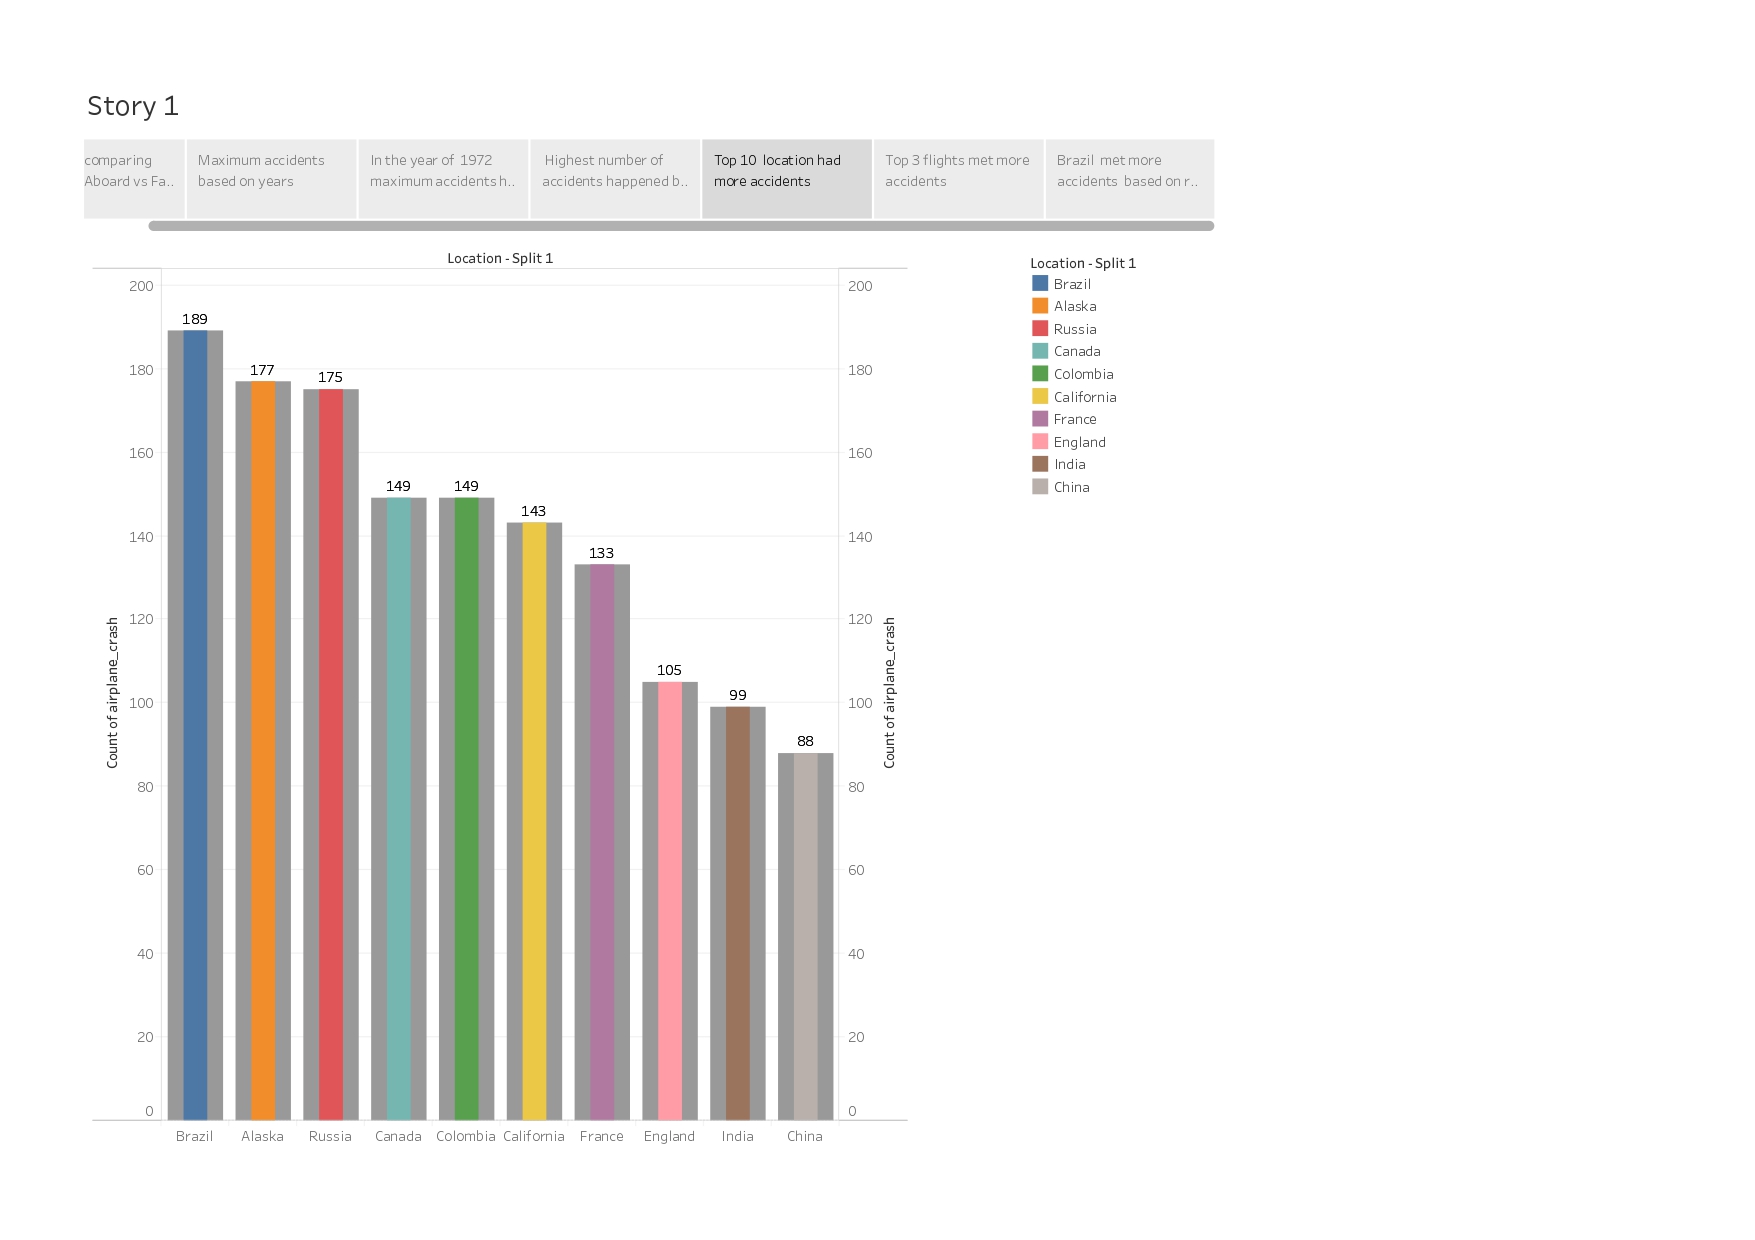 Story 1
comparing
Aboard vs Fa..
Maximum accidents
based on years
In the year of 1972
maximum accidents h..
Highest number of
accidents happened b..
Top 10 location had
more accidents
Top 3 flights met more
accidents
Brazil met more
accidents based on r..
Location - Split 1
200
180
160
140
120
100
80
60
40
20
0
Count of airplane_crash
189
177
175
149
149
143
133
105
99
88
200
180
160
140
120
100
80
60
40
20
0
Count of airplane_crash
Brazil Alaska Russia Canada Colombia California France England India China
Location - Split 1
Brazil
Alaska
Russia
Canada
Colombia
California
France
England
India
China